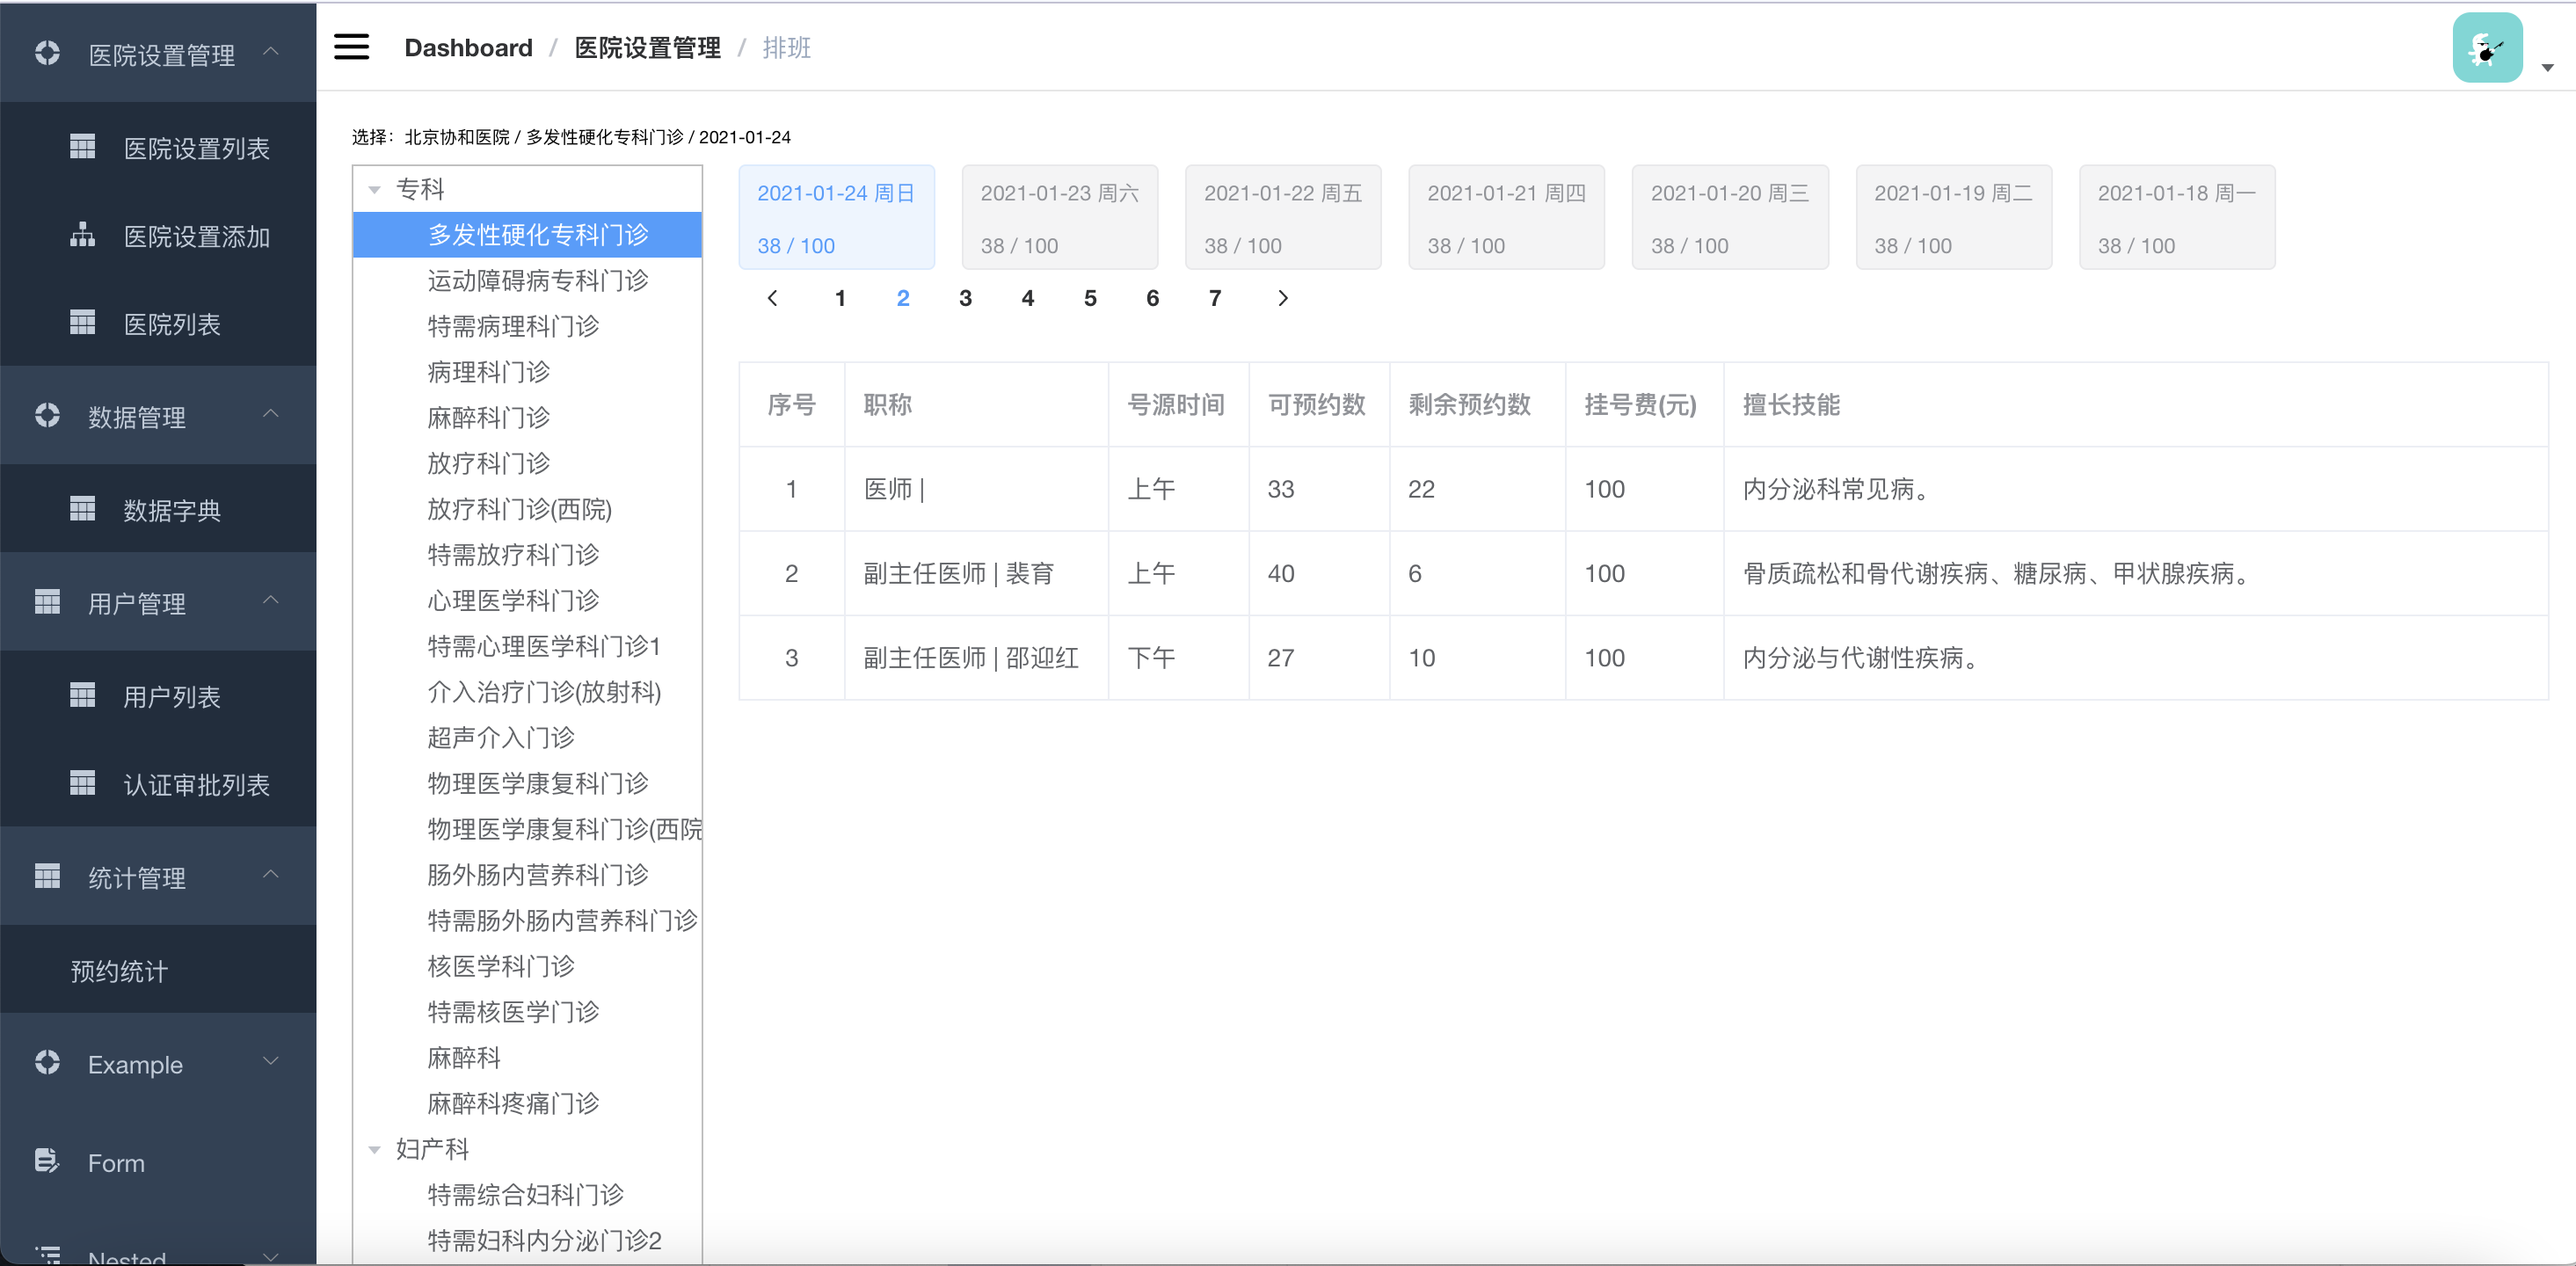 医院设置管理
医院设置列表
医院设置添加
医院列表
数据管理
数据字典
用户管理
用户列表
认证审批列表
统计管理
预约统计
Example
Form
Nested
Dashboard / 医院设置管理 / 排班
选择：北京协和医院 / 多发性硬化专科门诊 / 2021-01-24
专科
多发性硬化专科门诊
运动障碍病专科门诊
特需病理科门诊
病理科门诊
麻醉科门诊
放疗科门诊
放疗科门诊(西院)
特需放疗科门诊
心理医学科门诊
特需心理医学科门诊1
介入治疗门诊(放射科)
超声介入门诊
物理医学康复科门诊
物理医学康复科门诊(西院
肠外肠内营养科门诊
特需肠外肠内营养科门诊
核医学科门诊
特需核医学门诊
麻醉科
麻醉科疼痛门诊
妇产科
特需综合妇科门诊
特需妇科内分泌门诊2
2021-01-24 周日 2021-01-23 周六 2021-01-22 周五 2021-01-21 周四 2021-01-20 周三 2021-01-19 周二 2021-01-18 周一
38 / 100 38 / 100 38 / 100 38 / 100 38 / 100 38 / 100 38 / 100
1 2 3 4 5 6 7
序号 职称 号源时间 可预约数 剩余预约数 挂号费(元) 擅长技能
1 医师 | 上午 33 22 100 内分泌科常见病。
2 副主任医师 | 裴育 上午 40 6 100 骨质疏松和骨代谢疾病、糖尿病、甲状腺疾病。
3 副主任医师 | 邵迎红 下午 27 10 100 内分泌与代谢性疾病。